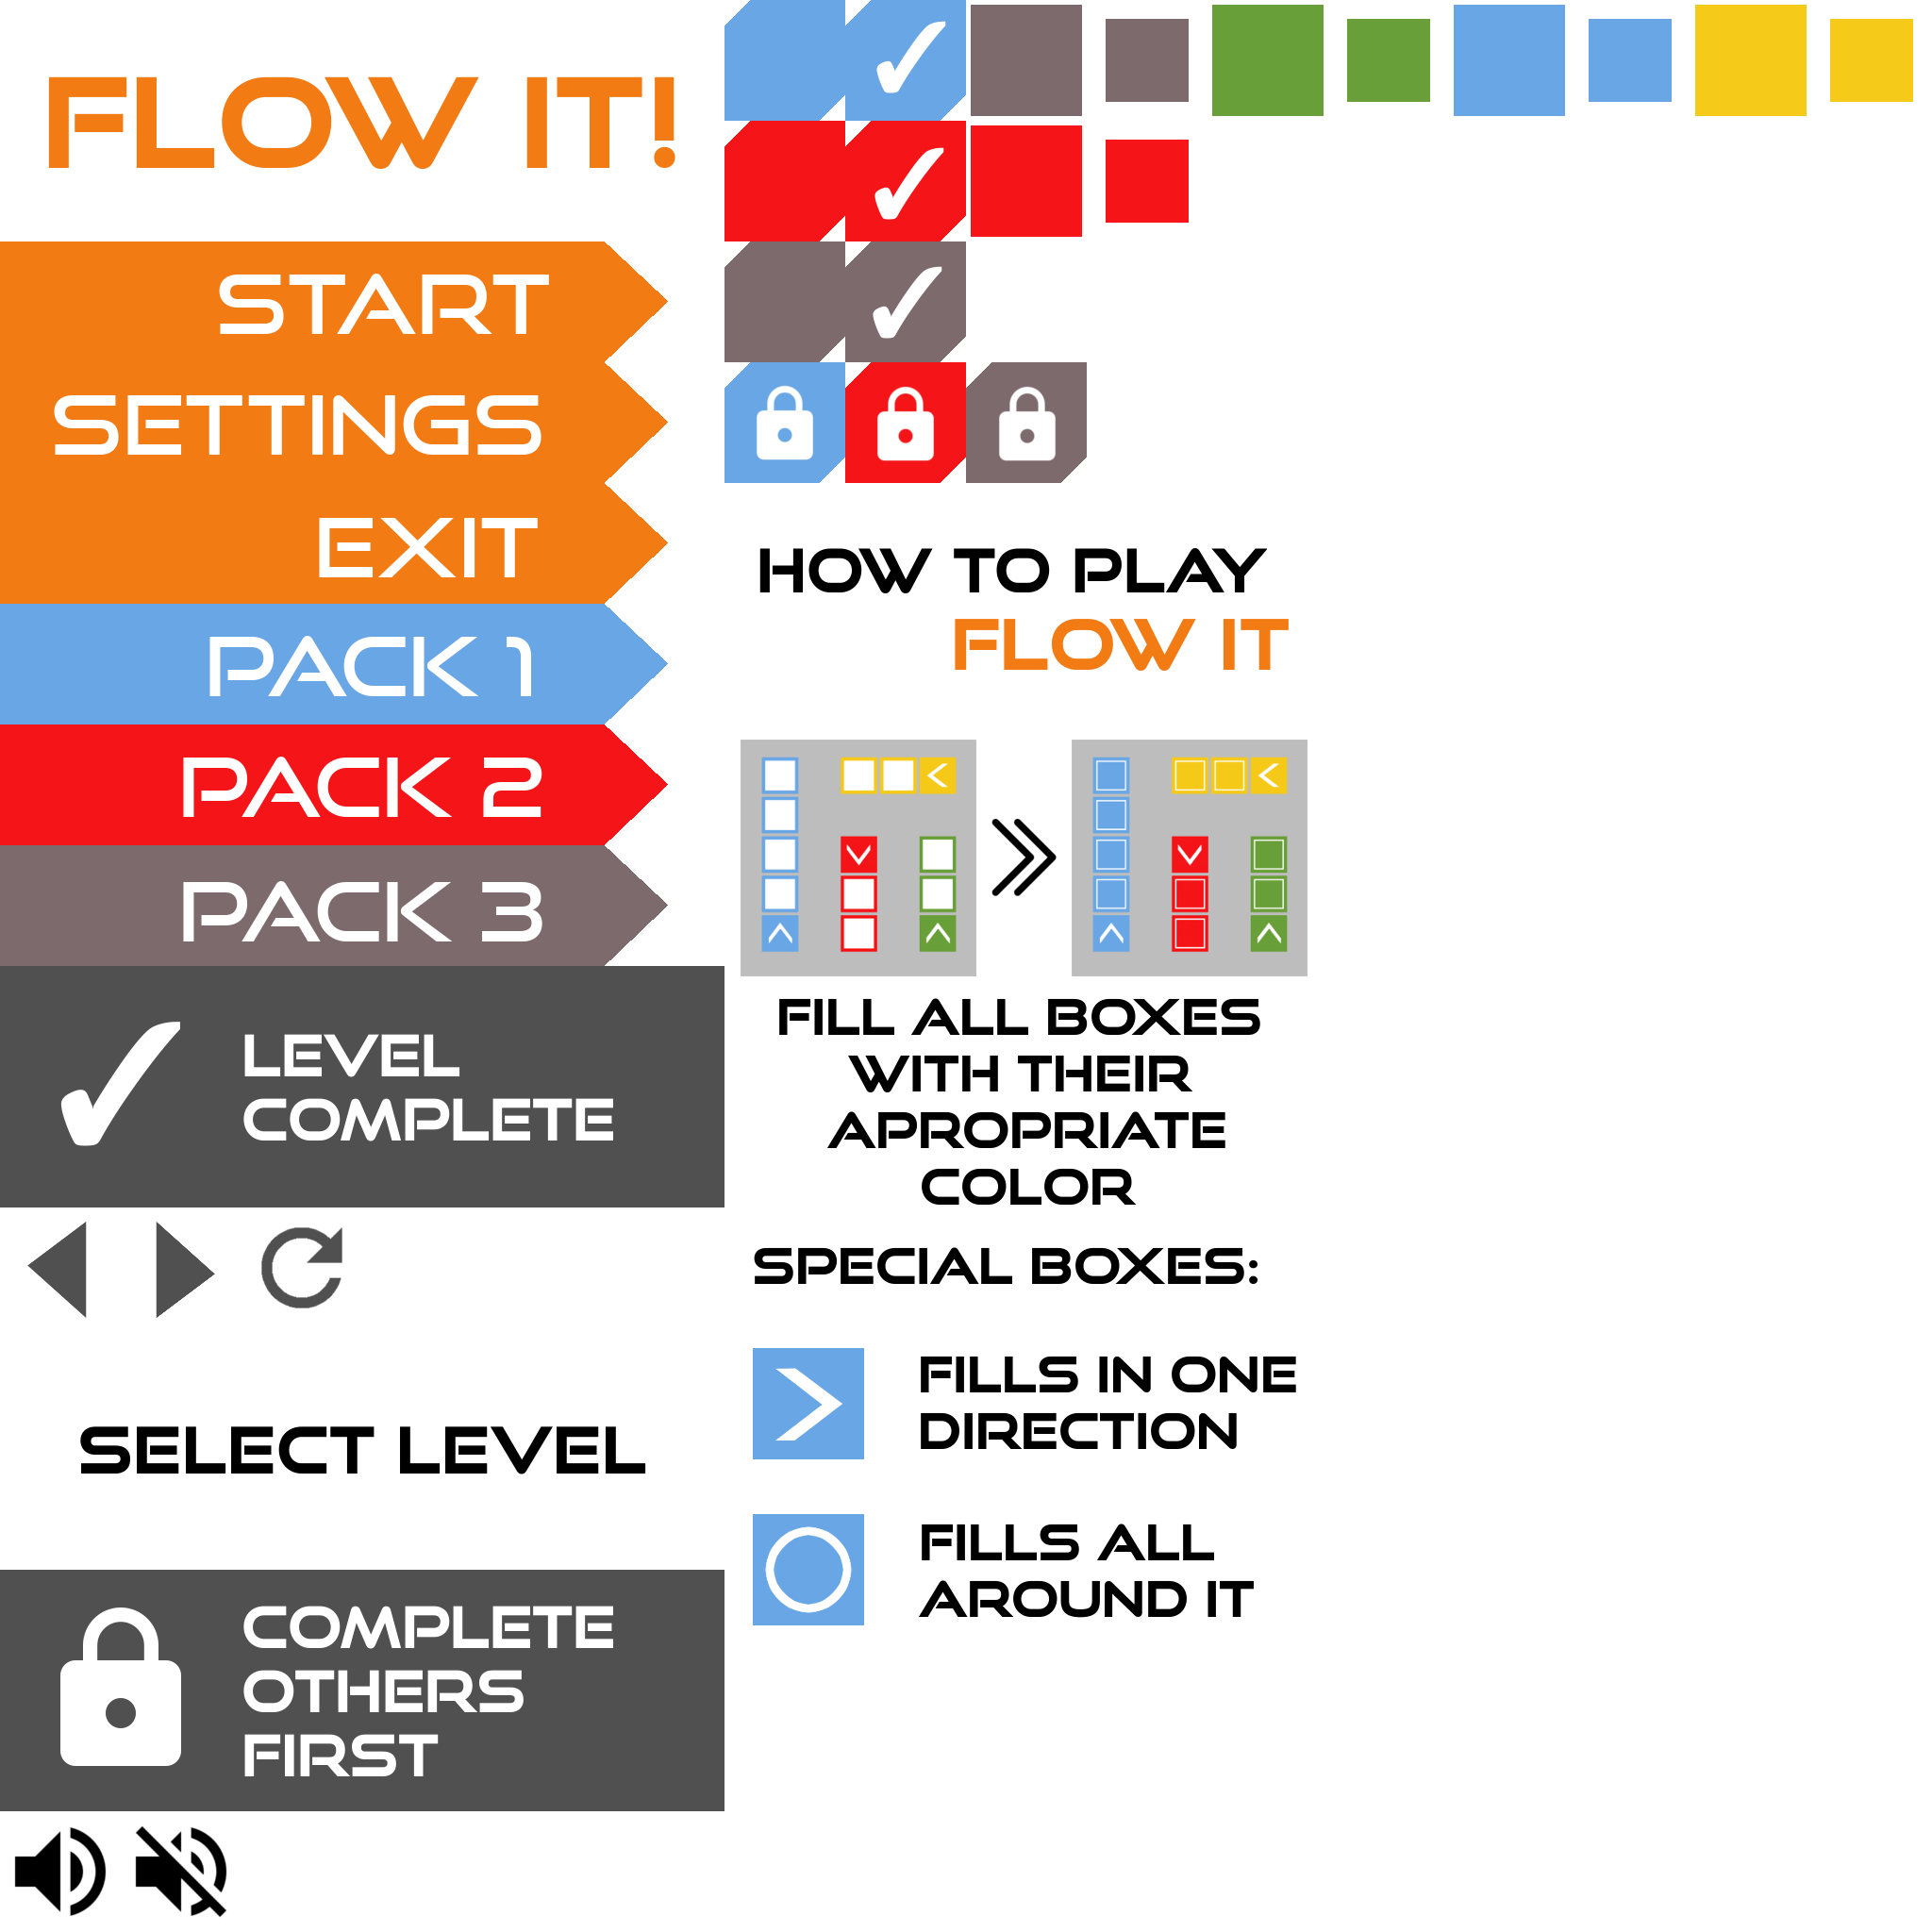 FLOW IT!
START
SETTINGS
EXIT
PACK 1
PACK 2
PACK 3
LEVEL
COMPLETE
SELECT LEVEL
COMPLETE
OTHERS
FIRST
HOW TO PLAY
FLOW IT
FILL ALL BOXES
WITH THEIR
APPROPRIATE
COLOR
SPECIAL BOXES:
FILLS IN ONE
DIRECTION
FILLS ALL
AROUND IT